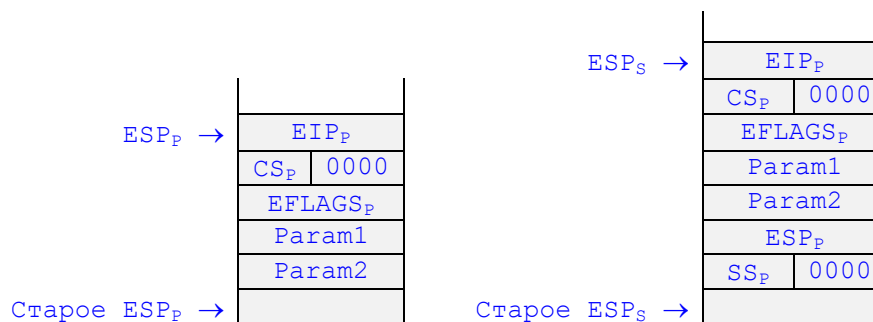 ESPP → EIPP
CSP 0000
EFLAGSP
Param1
Param2
Старое ESPP →
ESPS → EIPP
CSP 0000
EFLAGSP
Param1
Param2
ESPP
SSP 0000
Старое ESPS →